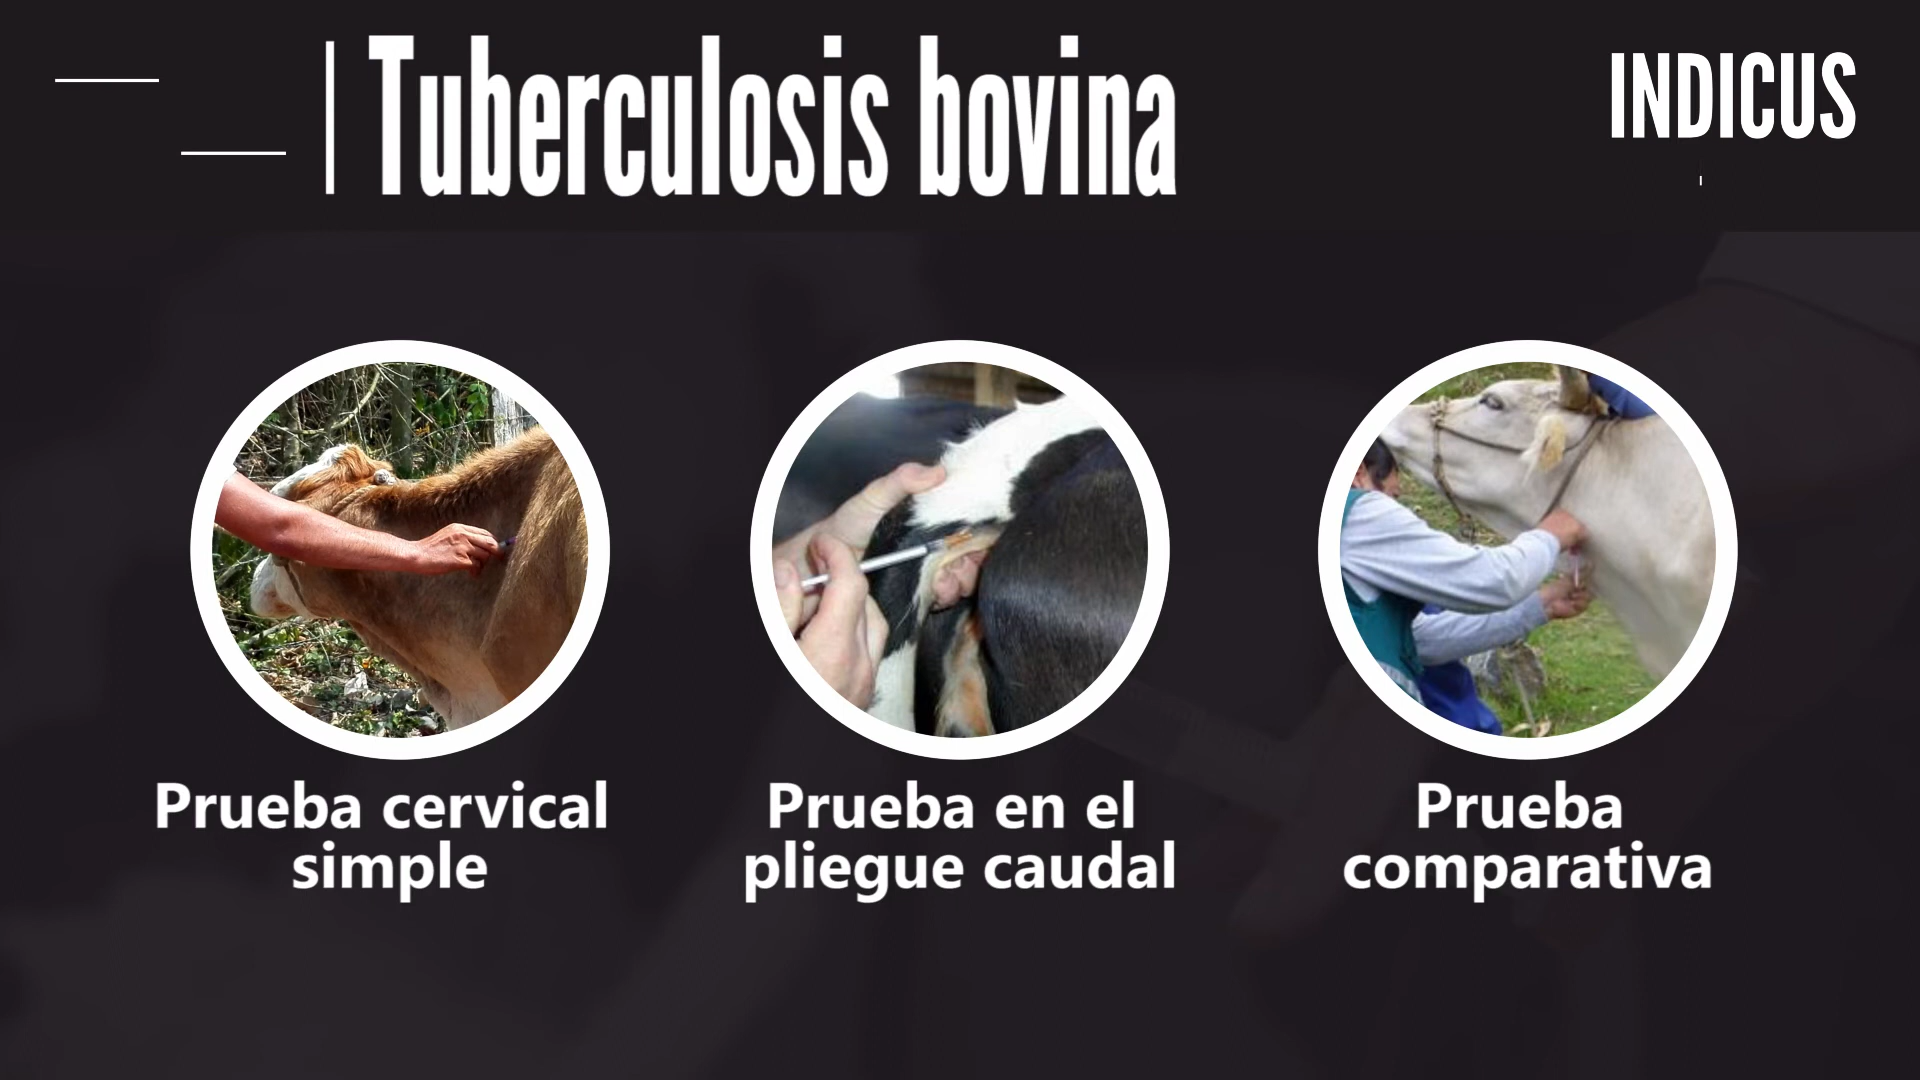 Tuberculosis bovina
INDICUS
Prueba cervical
simple
Prueba en el
pliegue caudal
Prueba
comparativa